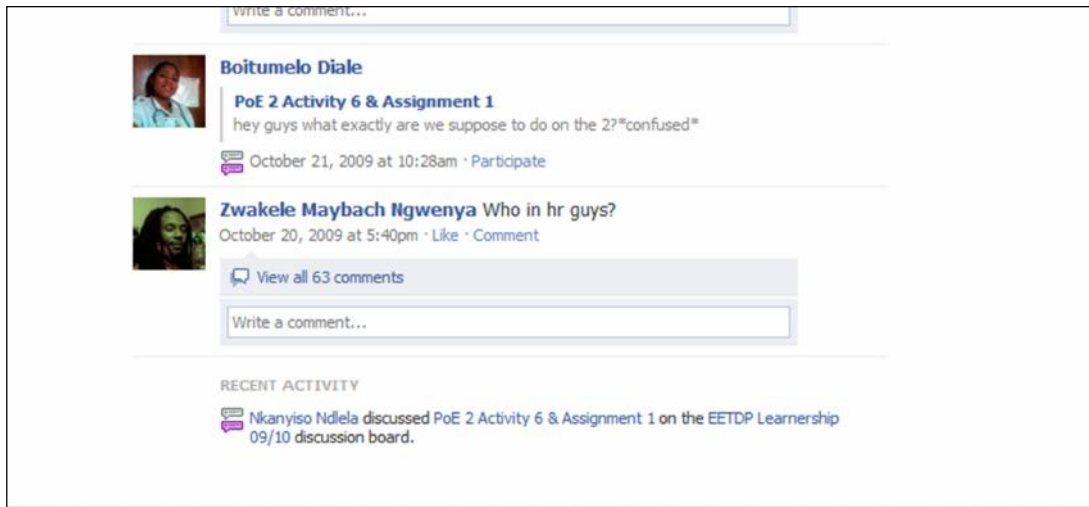 Write a comment...
Boitumelo Diale
PoE 2 Activity 6 & Assignment 1
hey guys what exactly are we suppose to do on the 2?*confused*
October 21, 2009 at 10:28am · Participate
Zwakele Maybach Ngwenya Who in hr guys?
October 20, 2009 at 5:40pm · Like · Comment
View all 63 comments
Write a comment...
RECENT ACTIVITY
Nkanyiso Ndlela discussed PoE 2 Activity 6 & Assignment 1 on the EETDP Learnership
09/10 discussion board.